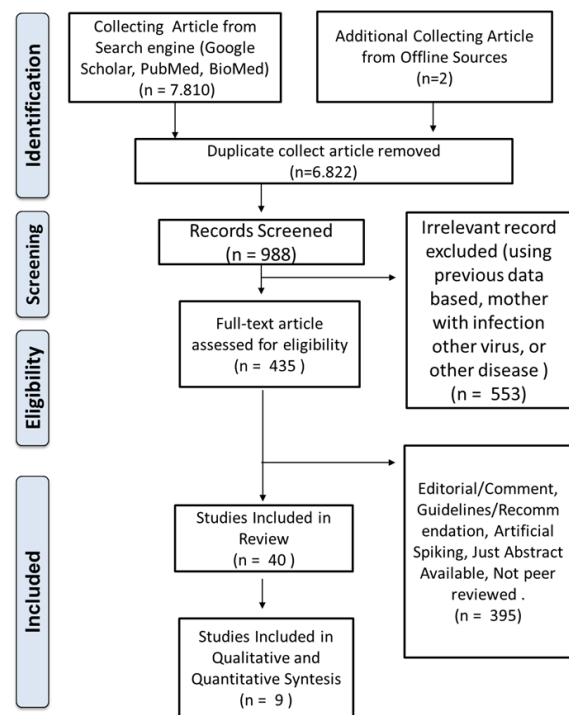 Identification
Collecting Article from
Search engine (Google
Scholar, PubMed, BioMed)
(n = 7.810)
Additional Collecting Article
from Offline Sources
(n=2)
Duplicate collect article removed
(n=6.822)
Screening
Records Screened
(n = 988)
Irrelevant record
excluded (using
previous data
based, mother
with infection
other virus, or
other disease )
(n = 553)
Eligibility
Full-text article
assessed for eligibility
(n = 435 )
Editorial/Comment,
Guidelines/Recomm
endation, Artificial
Spiking, Just Abstract
Available, Not peer
reviewed .
(n = 395)
Included
Studies Included in
Review
(n = 40 )
Studies Included in
Qualitative and
Quantitative Syntesis
(n = 9 )